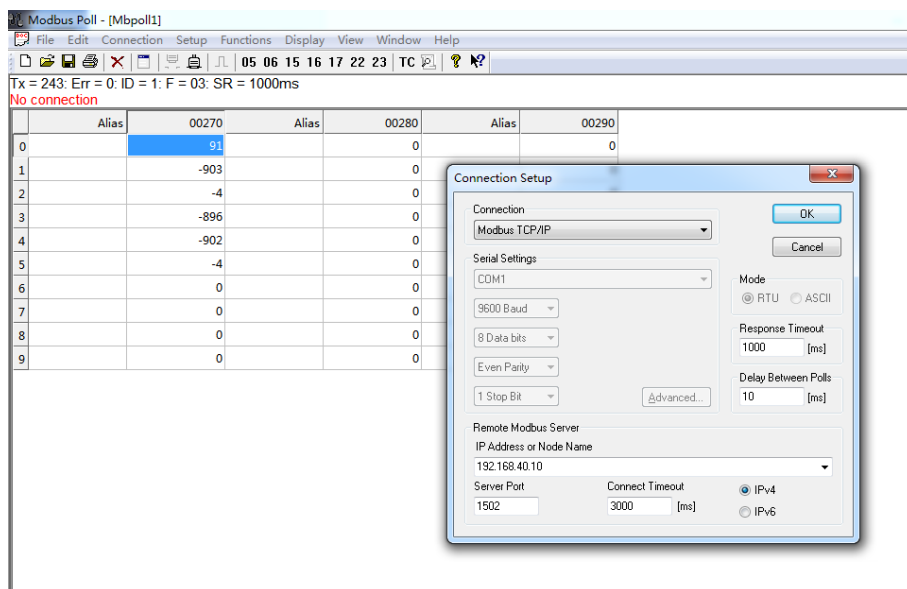 Modbus Poll - [Mbpoll1]
File Edit Connection Setup Functions Display View Window Help
05 06 15 16 17 22 23 TC
Tx = 243: Err = 0: ID = 1: F = 03: SR = 1000ms
No connection
Alias 00270 Alias 00280 Alias 00290
0 91 0 0
1 -903 0
2 -4 0
3 -896 0
4 -902 0
5 -4 0
6 0 0
7 0 0
8 0 0
9 0 0
Connection Setup
Connection
Modbus TCP/IP
OK
Cancel
Serial Settings
COM1
9600 Baud
8 Data bits
Even Parity
1 Stop Bit
Advanced...
Mode
RTU ASCII
Response Timeout
1000 [ms]
Delay Between Polls
10 [ms]
Remote Modbus Server
IP Address or Node Name
192.168.40.10
Server Port Connect Timeout
1502 3000 [ms]
IPv4
IPv6